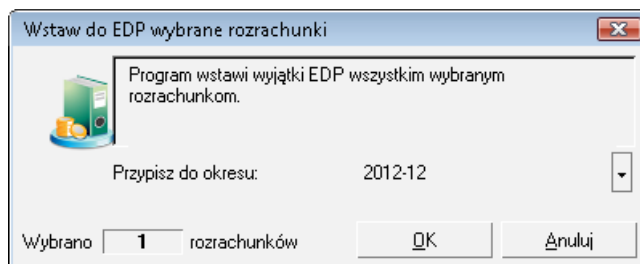 Wstaw do EDP wybrane rozrachunki
Program wstawi wyjątki EDP wszystkim wybranym
rozrachunkom.
Przypisz do okresu: 2012-12
Wybrano 1 rozrachunków OK Anuluj